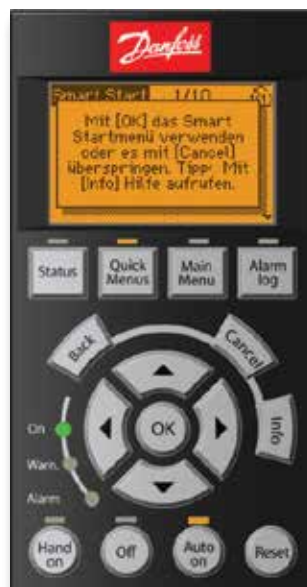 Danfoss
Smart Start 1/10
Mit [OK] das Smart
Startmenü verwenden
oder es mit [Cancel]
überspringen. Tipp: Mit
[Info] Hilfe aufrufen.
Status
Quick
Menus
Main
Menu
Alarm
log
Back
Cancel
Info
OK
On
Warn.
Alarm
Hand
on
Off
Auto
on
Reset